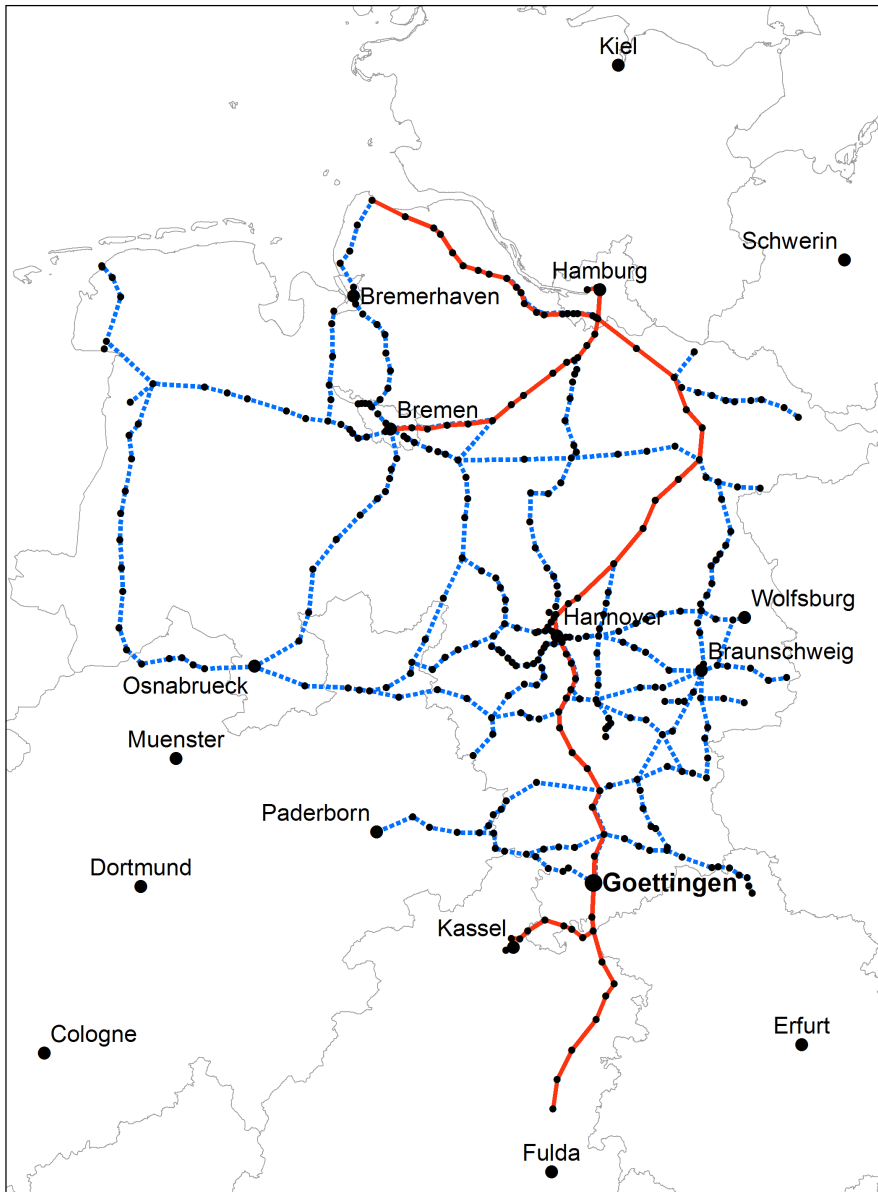 Kiel
Schwerin
Hamburg
Bremerhaven
Bremen
Wolfsburg
Hannover
Braunschweig
Osnabrueck
Muenster
Paderborn
Dortmund
Goettingen
Kassel
Cologne
Erfurt
Fulda